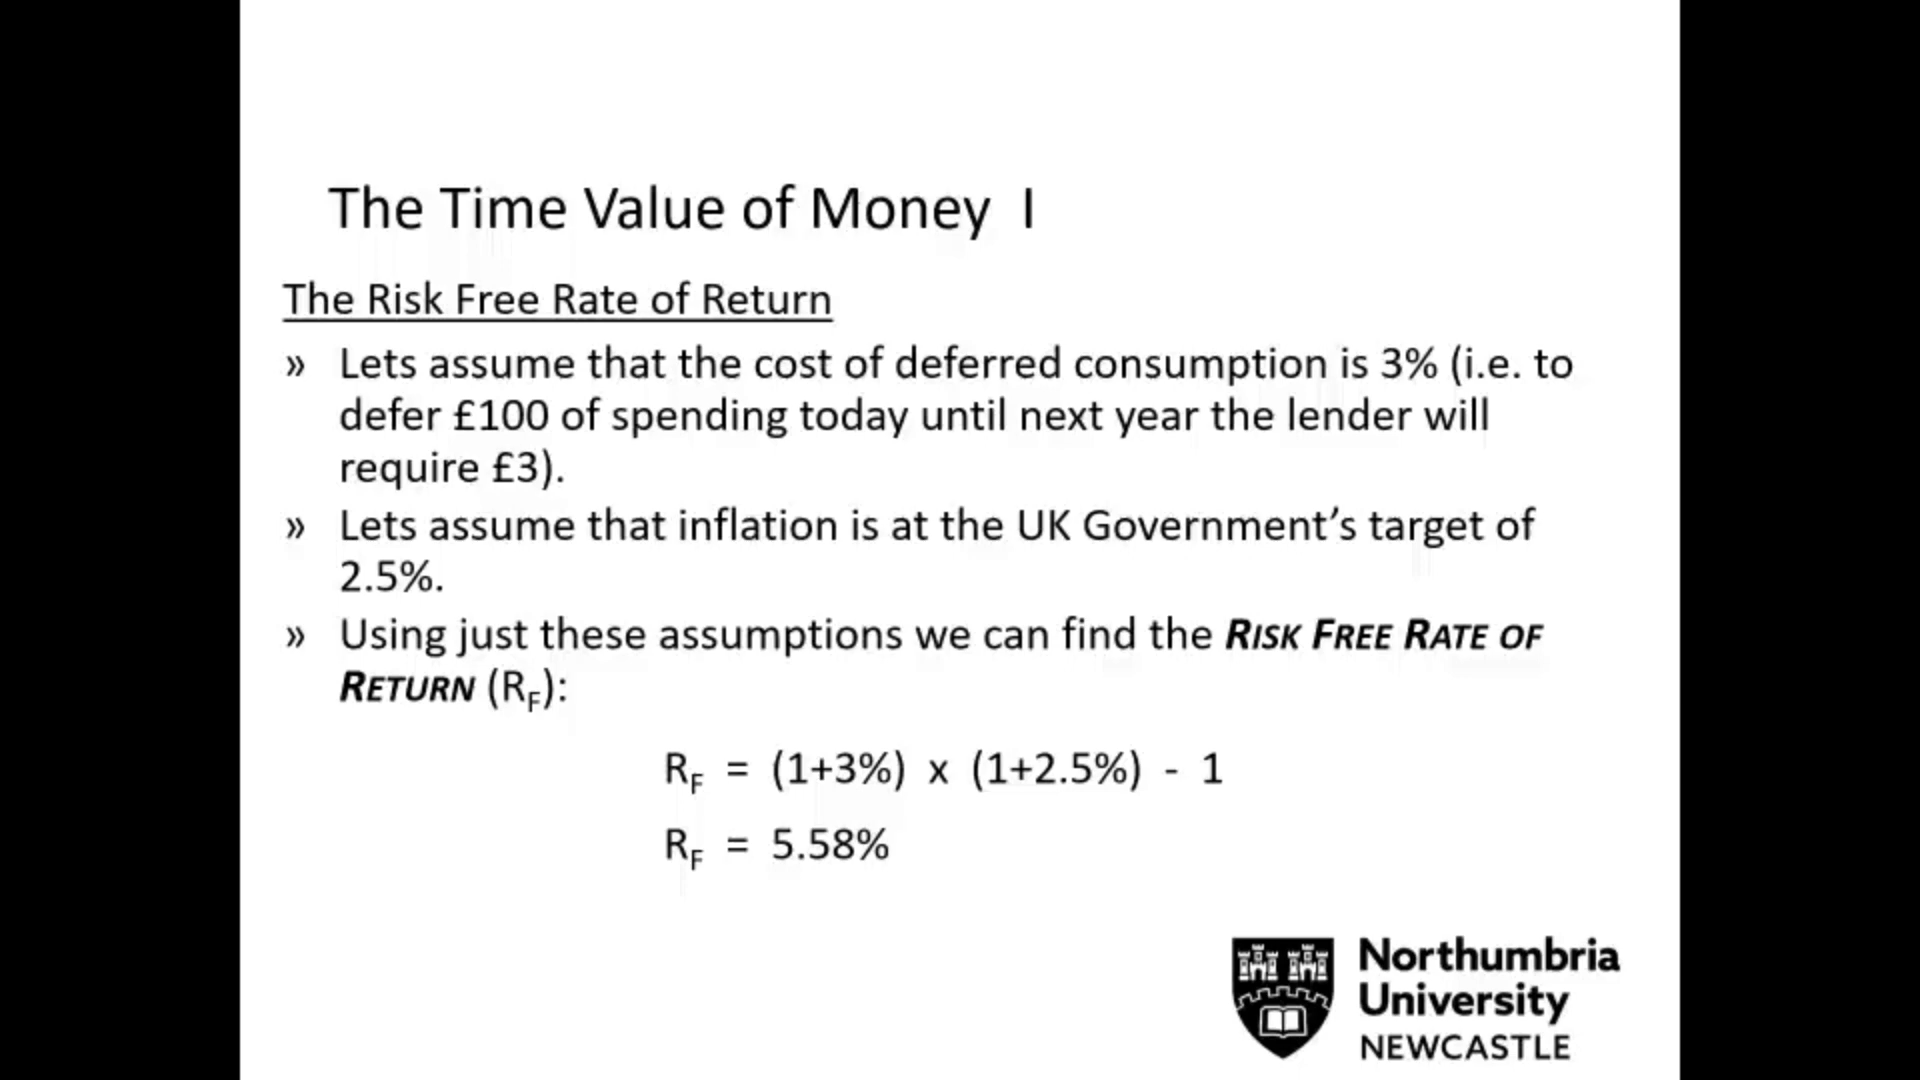 The Time Value of Money I
The Risk Free Rate of Return
» Lets assume that the cost of deferred consumption is 3% (i.e. to
defer £100 of spending today until next year the lender will
require £3).
» Lets assume that inflation is at the UK Government’s target of
2.5%.
» Using just these assumptions we can find the RISK FREE RATE OF
RETURN (RF):
RF = (1+3%) x (1+2.5%) - 1
RF = 5.58%
Northumbria
University
NEWCASTLE